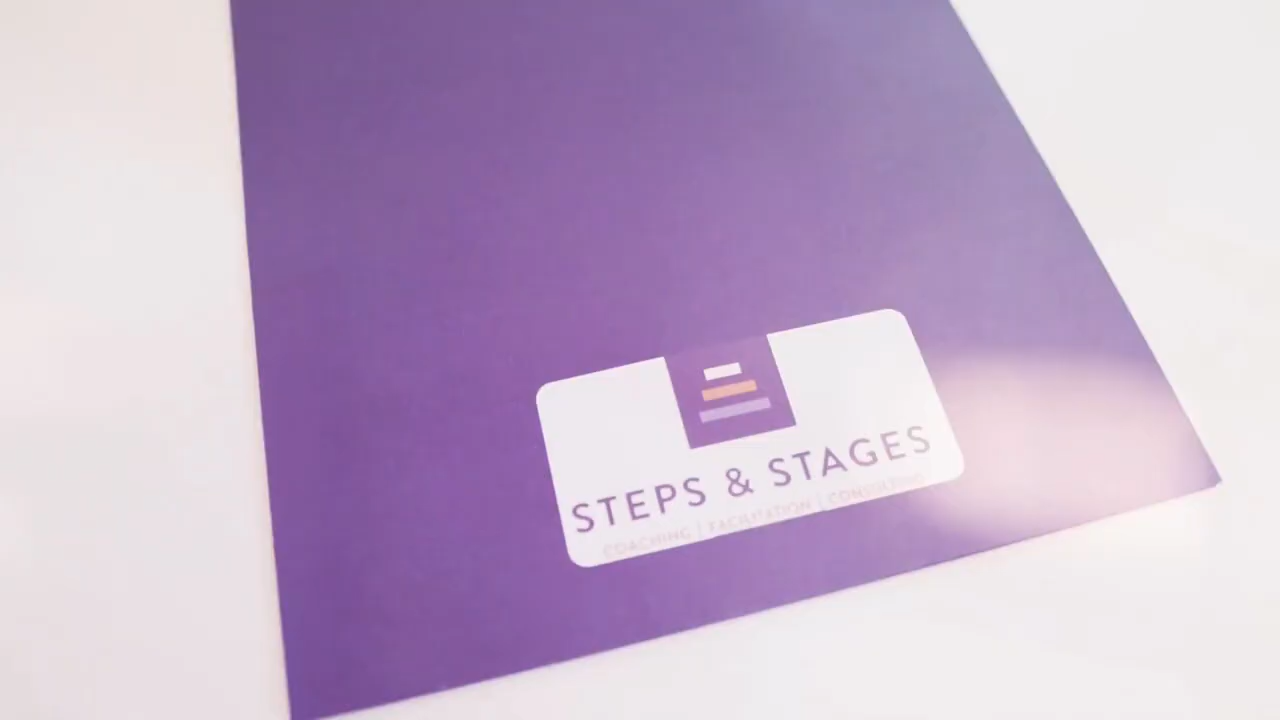 STEPS & STAGES
COACHING | FACILITATION | CONSULTING